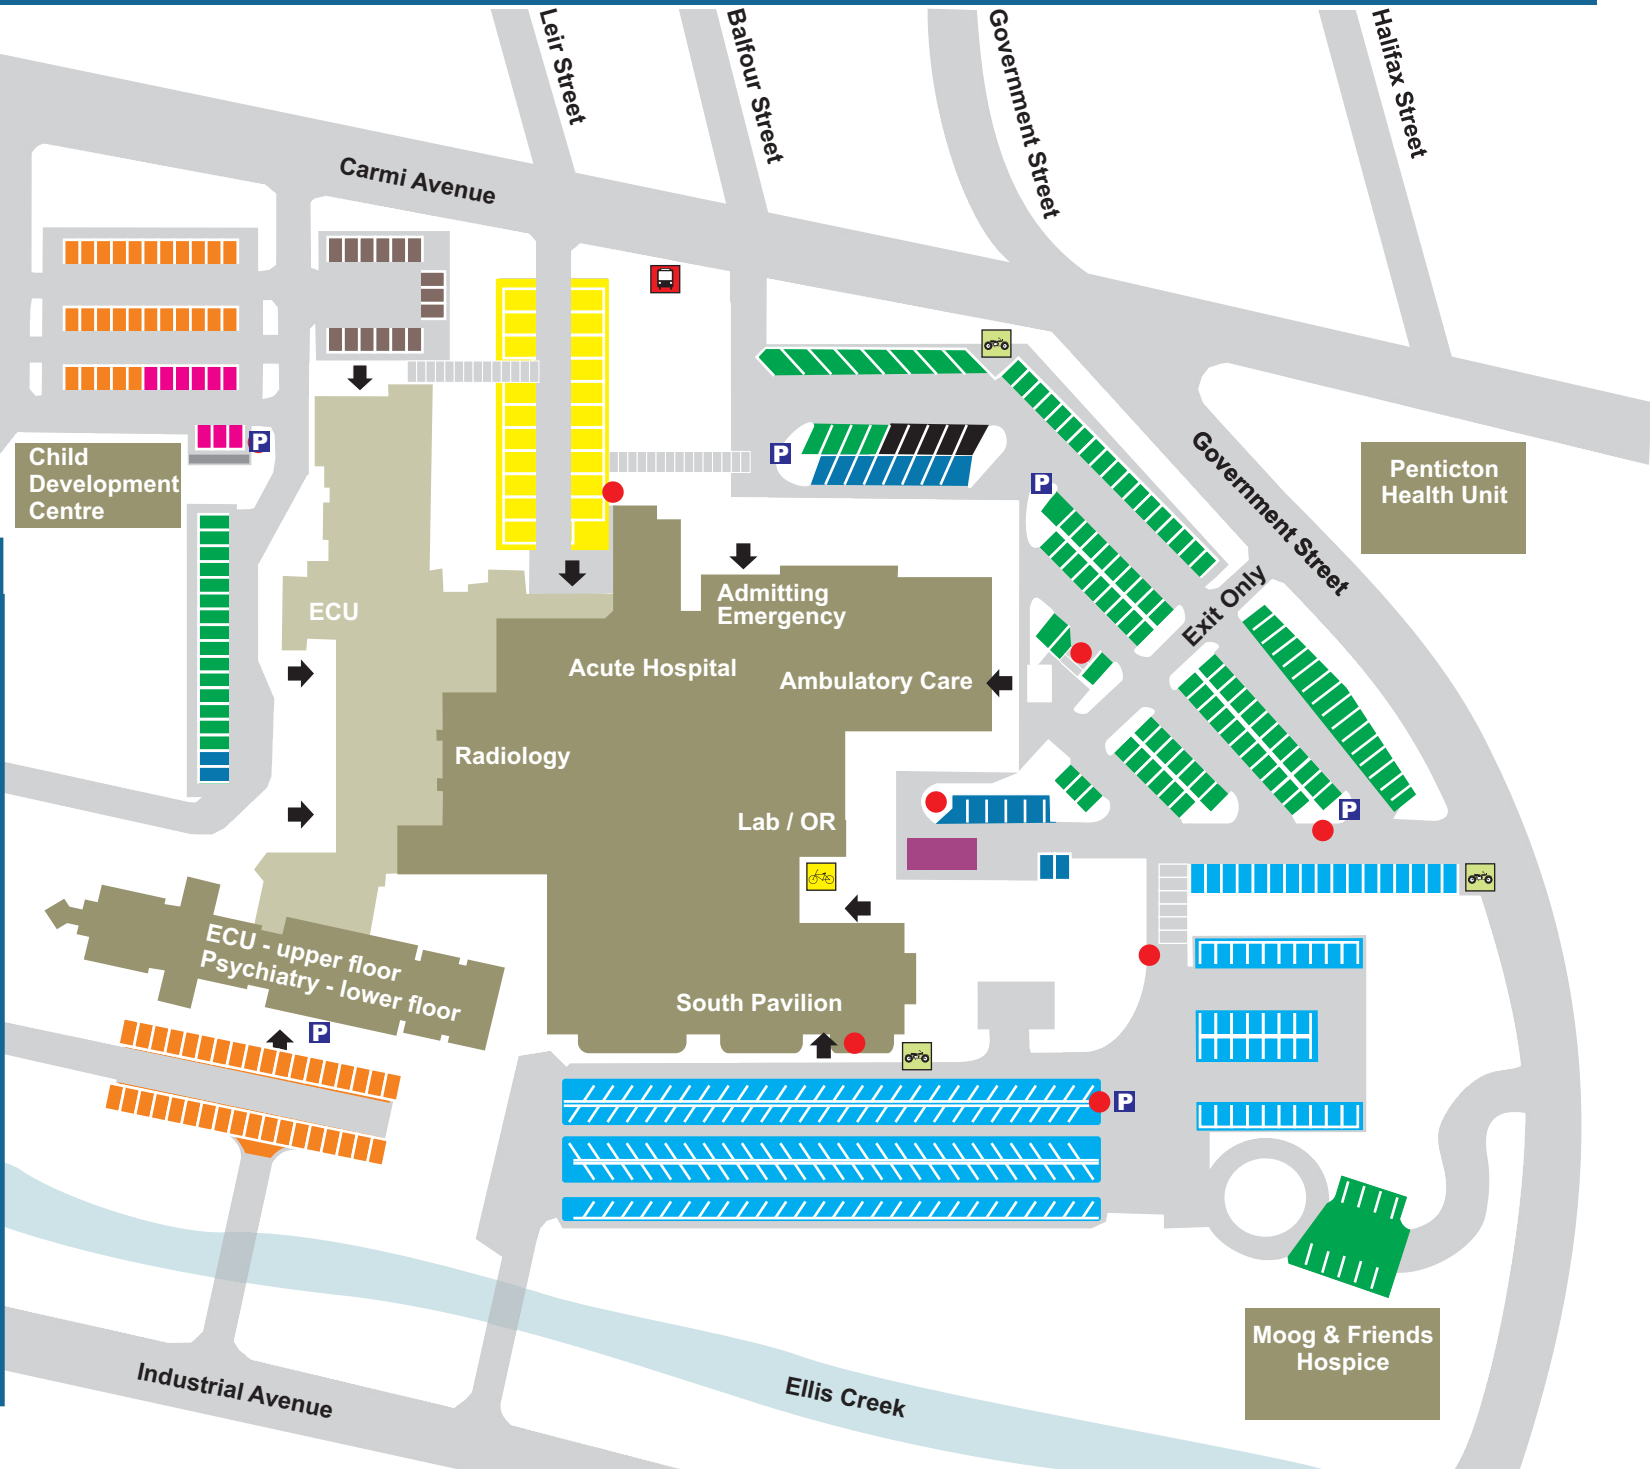 Leir Street
Balfour Street
Government Street
Halifax Street
Carmi Avenue
P
Child
Development
Centre
P
P
Government Street
Penticton
Health Unit
Exit Only
ECU
Admitting
Emergency
Acute Hospital
Ambulatory Care
Radiology
Lab / OR
P
ECU - upper floor
Psychiatry - lower floor
South Pavilion
P
P
Moog & Friends
Hospice
Industrial Avenue
Ellis Creek